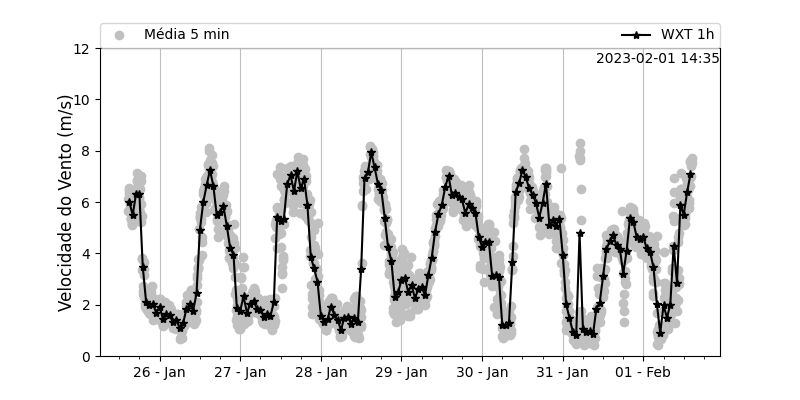 Média 5 min WXT 1h
2023-02-01 14:35
Velocidade do Vento (m/s)
12
10
8
6
4
2
0
26 - Jan 27 - Jan 28 - Jan 29 - Jan 30 - Jan 31 - Jan 01 - Feb